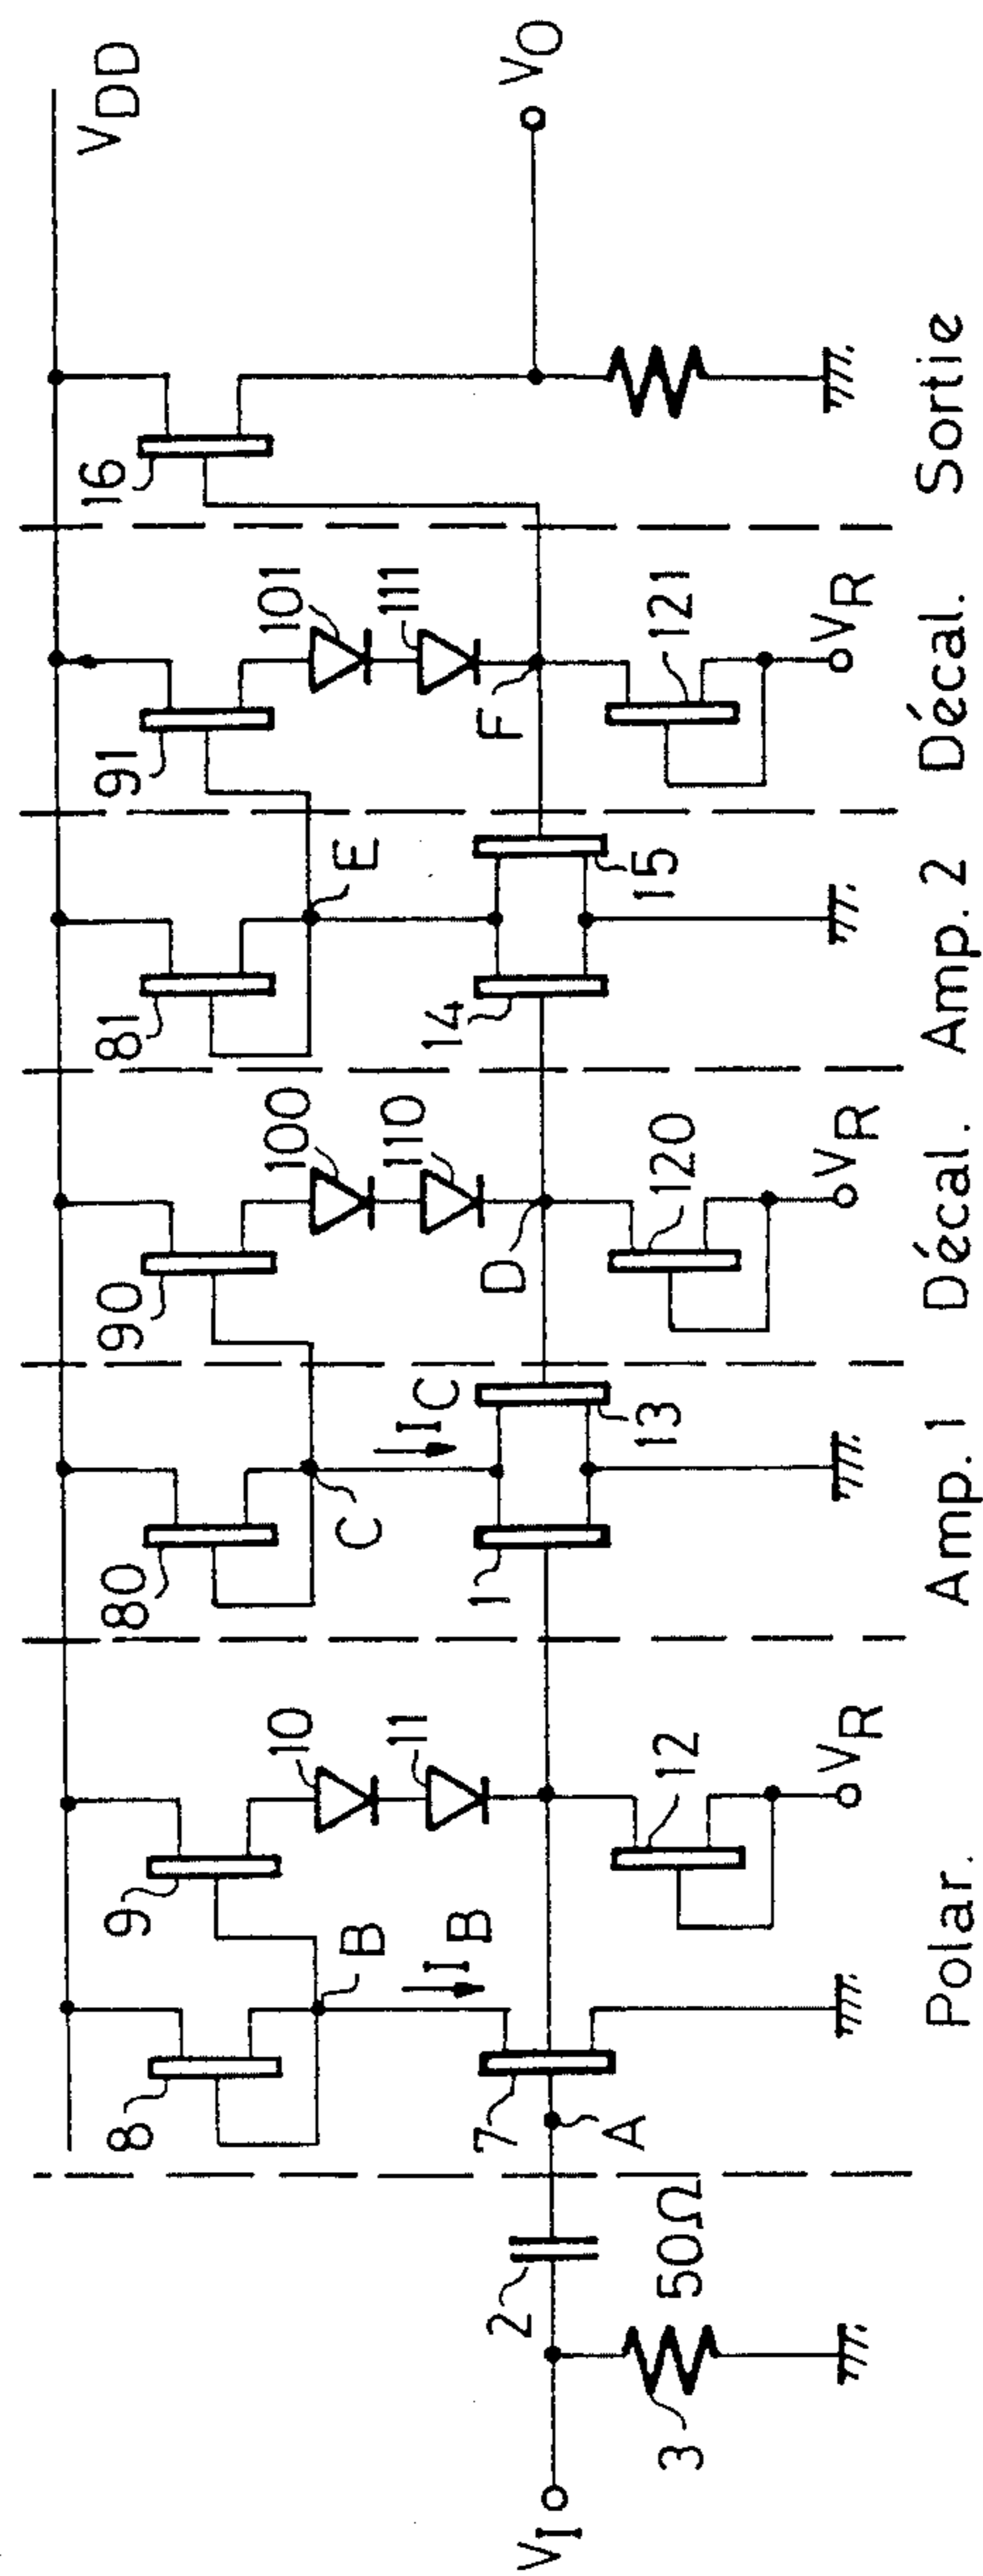 V_DD
8
9
10
11
B
I_B
7
A
12
V_R
V_I
2
3
50Ω
Polar.
80
C
I_C
1
13
Amp. 1
90
100
110
D
120
V_R
Décal.
81
E
14
15
Amp. 2
91
101
111
F
121
V_R
Décal.
16
V_O
Sortie